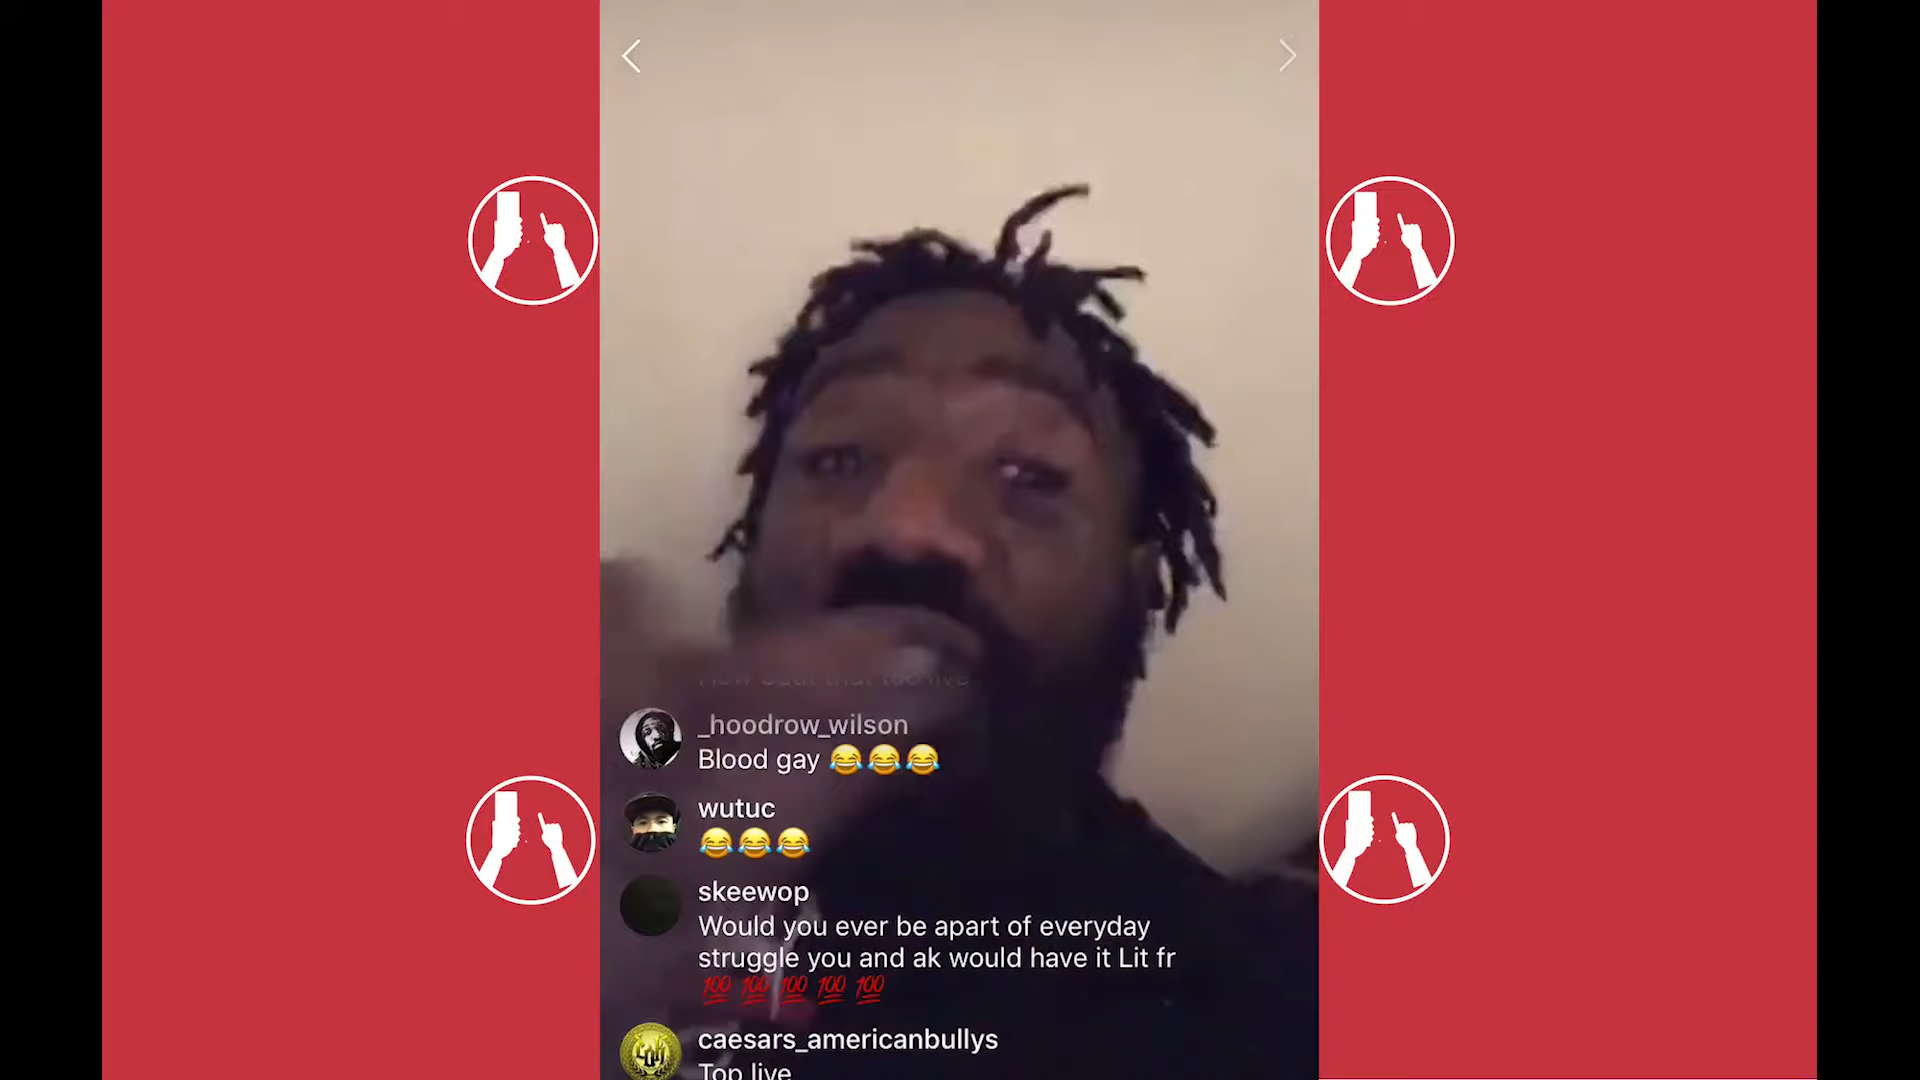 _hoodrow_wilson
Blood gay 😂😂😂
wutuc
😂😂😂
skeewop
Would you ever be apart of everyday
struggle you and ak would have it Lit fr
💯💯💯💯💯
caesars_americanbullys
Top live